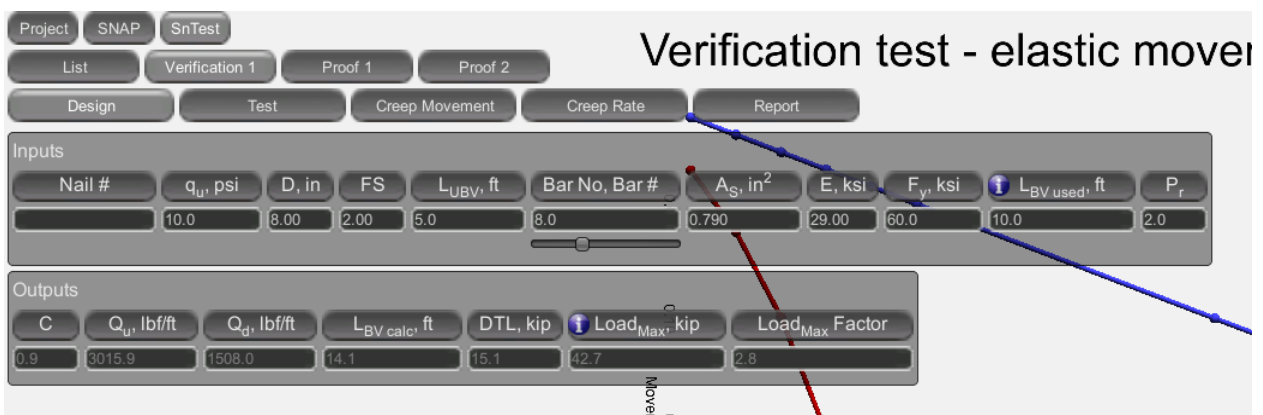 Project SNAP SnTest
List Verification 1 Proof 1 Proof 2
Verification test - elastic mover
Design Test Creep Movement Creep Rate Report
Inputs
Nail # qu, psi D, in FS LUBV, ft Bar No, Bar # AS, in2 E, ksi Fy, ksi LBV used, ft Pr
10.0 8.00 2.00 5.0 8.0 0.790 29.00 60.0 10.0 2.0
Outputs
C Qu, lbf/ft Qd, lbf/ft LBV calc, ft DTL, kip LoadMax, kip LoadMax Factor
0.9 3015.9 1508.0 14.1 15.1 42.7 2.8
Move